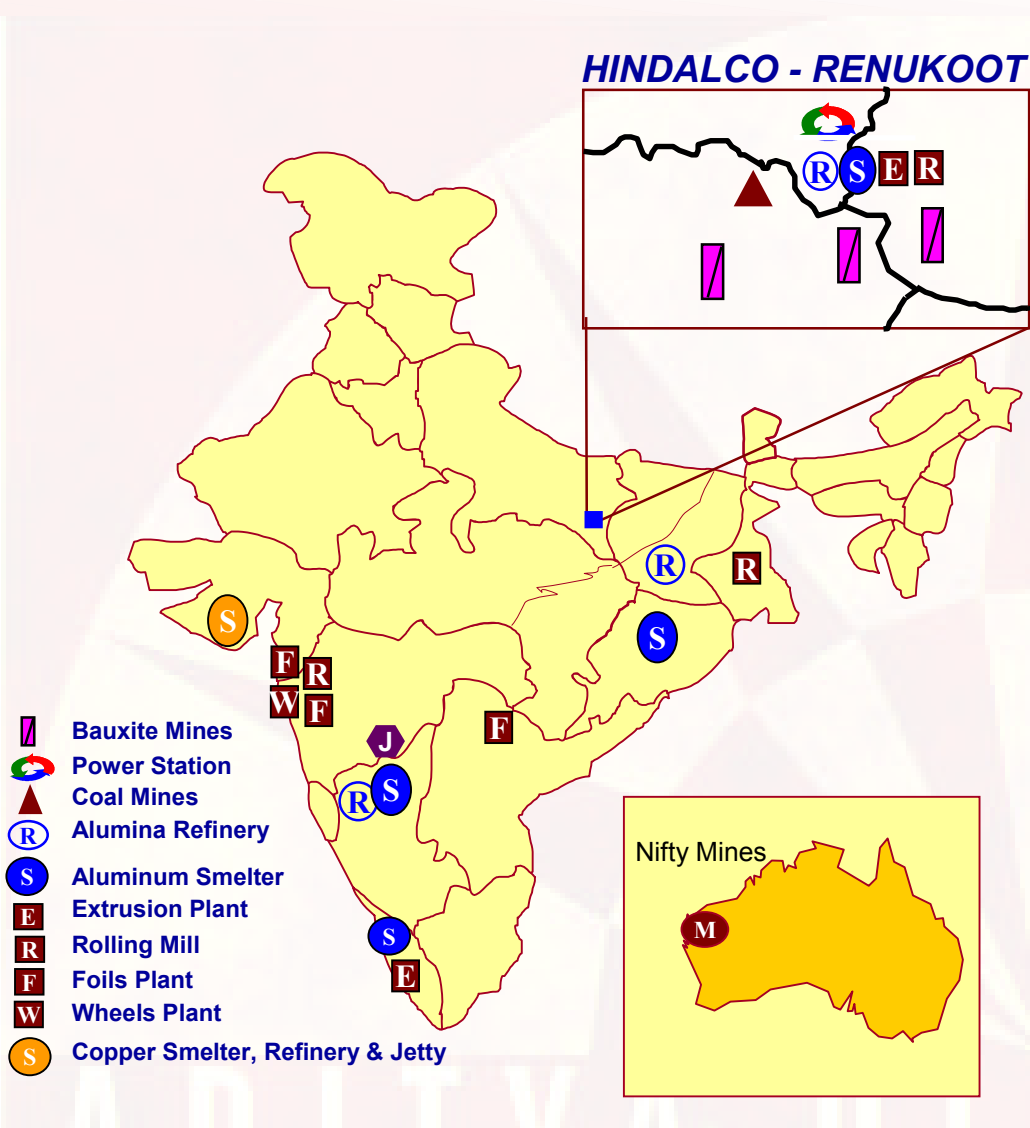 HINDALCO - RENUKOOT
R S E R
R
R
S
S
F
R
W
F
F
J
S
R
S
E
Nifty Mines
M
Bauxite Mines
Power Station
Coal Mines
R Alumina Refinery
S Aluminum Smelter
E Extrusion Plant
R Rolling Mill
F Foils Plant
W Wheels Plant
S Copper Smelter, Refinery & Jetty